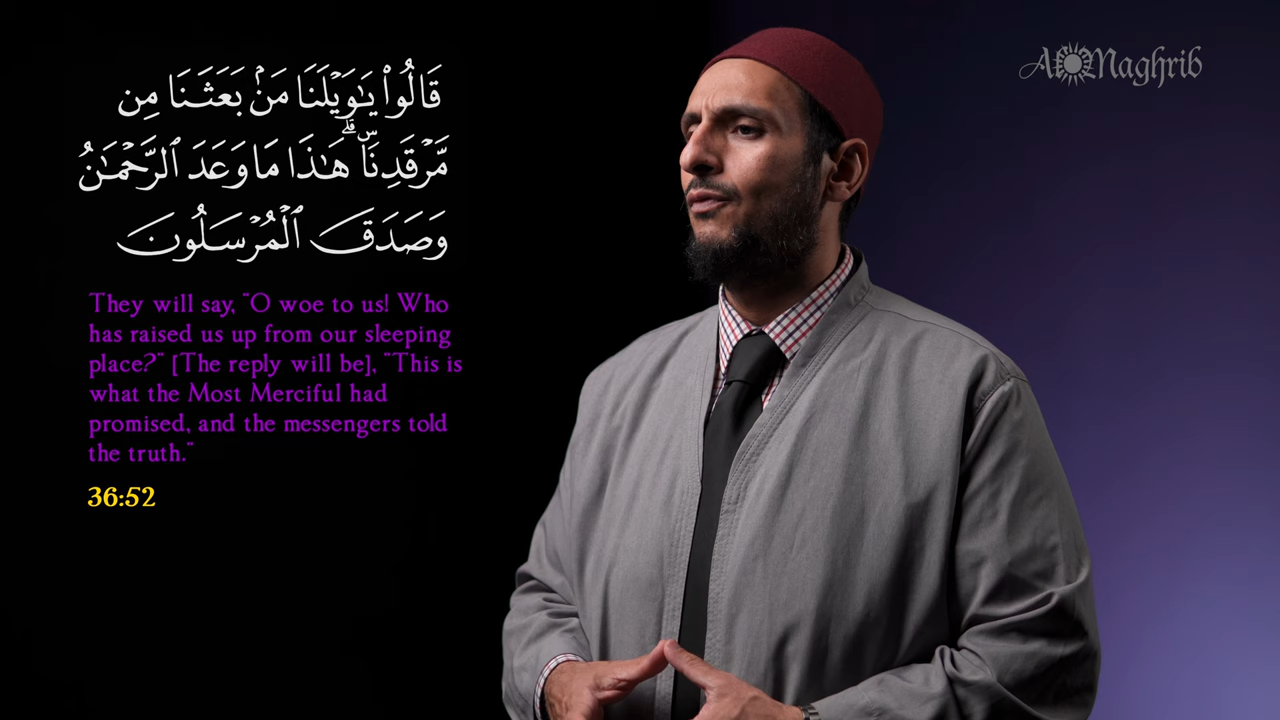 قَالُوا۟ يَـٰوَيْلَنَا مَنۢ بَعَثَنَا مِن
مَّرْقَدِنَا ۜ ۗ هَـٰذَا مَا وَعَدَ ٱلرَّحْمَـٰنُ
وَصَدَقَ ٱلْمُرْسَلُونَ
They will say, "O woe to us! Who
has raised us up from our sleeping
place?" [The reply will be], "This is
what the Most Merciful had
promised, and the messengers told
the truth."
36:52
AlMaghrib